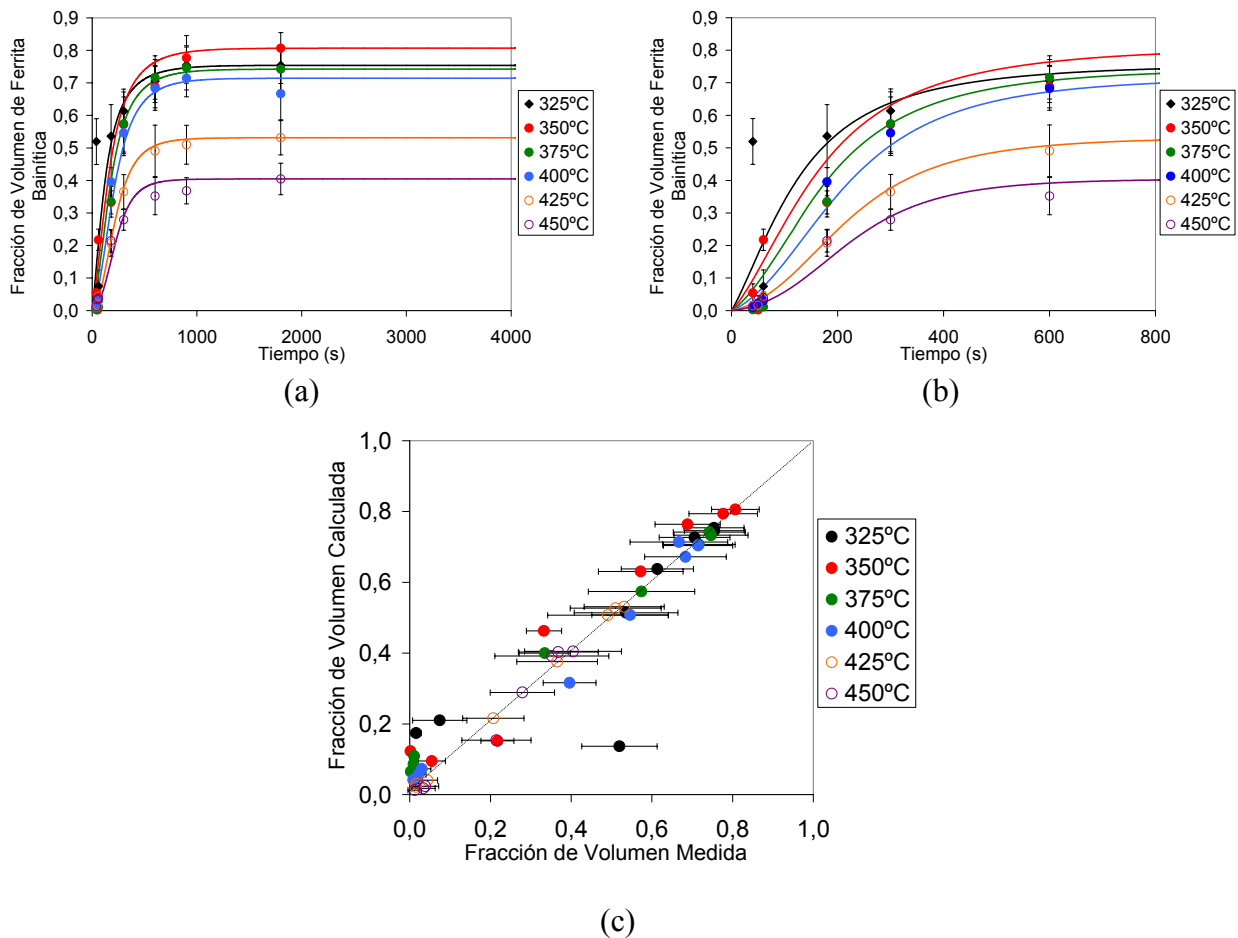 Fracción de Volumen de Ferrita
Bainítica
0,9
0,8
0,7
0,6
0,5
0,4
0,3
0,2
0,1
0,0
0 1000 2000 3000 4000
Tiempo (s)
325ºC
350ºC
375ºC
400ºC
425ºC
450ºC
(a)
Fracción de Volumen de Ferrita
Bainítica
0,9
0,8
0,7
0,6
0,5
0,4
0,3
0,2
0,1
0,0
0 200 400 600 800
Tiempo (s)
325ºC
350ºC
375ºC
400ºC
425ºC
450ºC
(b)
Fracción de Volumen Calculada
1,0
0,8
0,6
0,4
0,2
0,0
0,0 0,2 0,4 0,6 0,8 1,0
Fracción de Volumen Medida
325ºC
350ºC
375ºC
400ºC
425ºC
450ºC
(c)